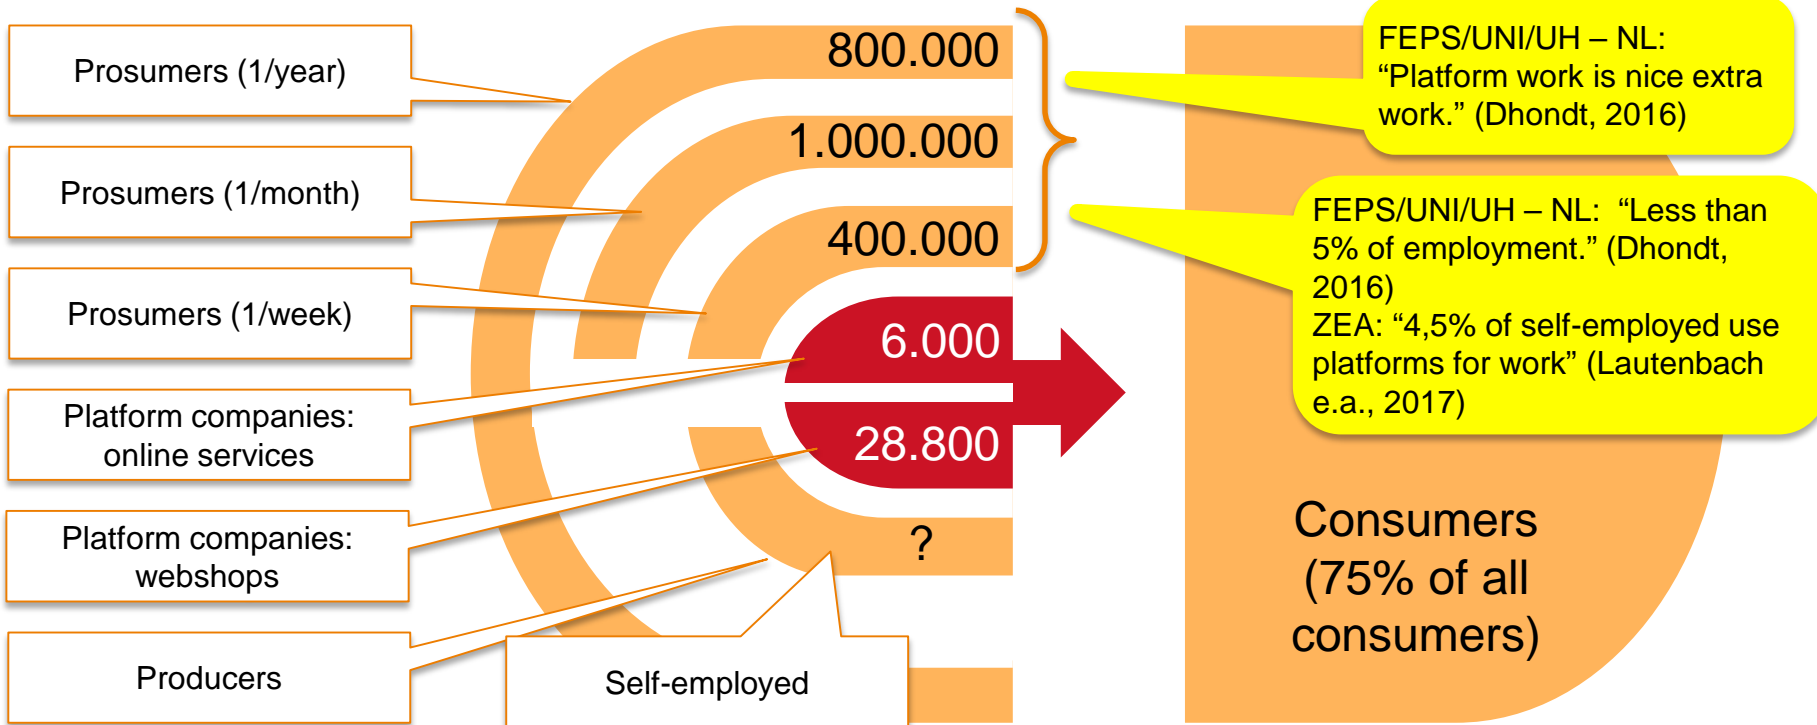 Prosumers (1/year)
Prosumers (1/month)
Prosumers (1/week)
Platform companies:
online services
Platform companies:
webshops
Producers
800.000
1.000.000
400.000
6.000
28.800
?
Self-employed
FEPS/UNI/UH – NL:
“Platform work is nice extra
work.” (Dhondt, 2016)
FEPS/UNI/UH – NL:  “Less than
5% of employment.” (Dhondt,
2016)
ZEA: “4,5% of self-employed use
platforms for work” (Lautenbach
e.a., 2017)
Consumers
(75% of all
consumers)